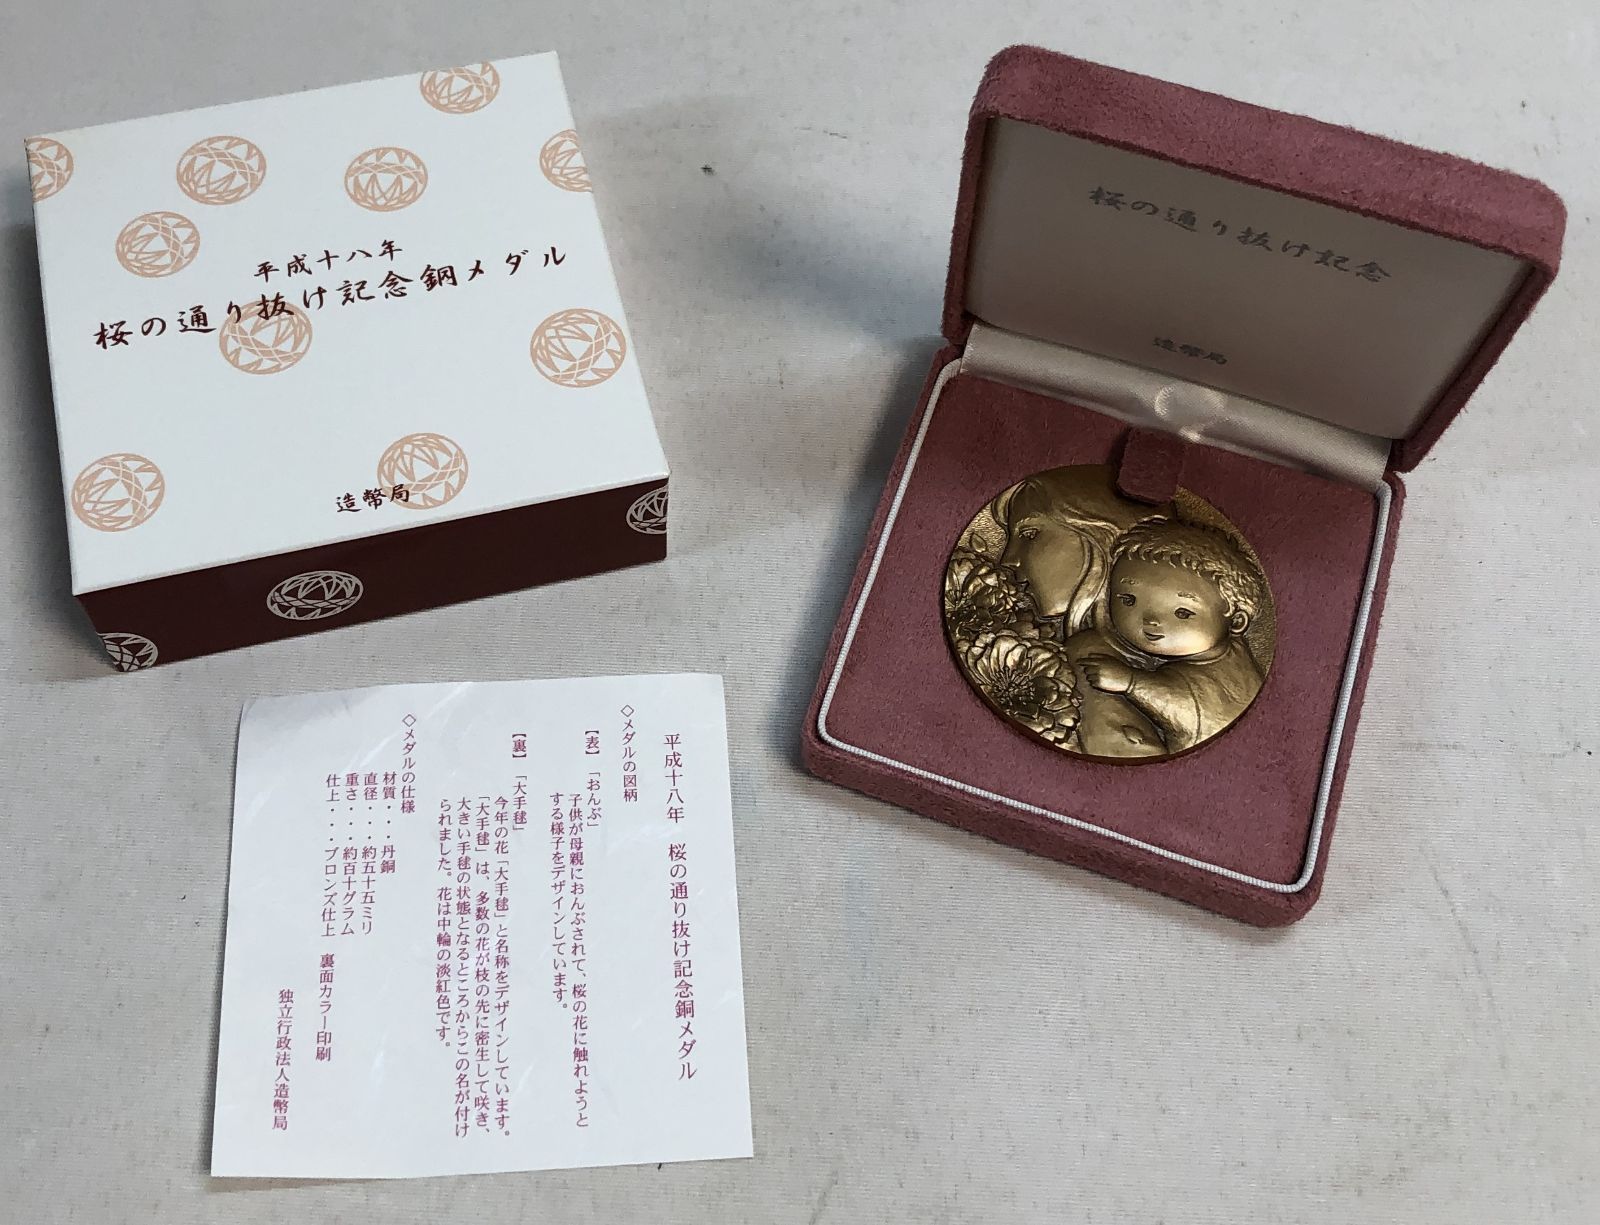 平成十八年
桜の通り抜け記念銅メダル
造幣局
桜の通り抜け記念
造幣局
平成十八年　桜の通り抜け記念銅メダル
◇メダルの図柄
【表】「おんぶ」
子供が母親におんぶされて、桜の花に触れようと
する様子をデザインしています。
【裏】「大手毬」
今年の花「大手毬」と名称をデザインしています。
「大手毬」は、多数の花が枝の先に密生して咲き、
大きい手毬の状態となるところからこの名が付け
られました。花は中輪の淡紅色です。
◇メダルの仕様
材質・・・丹銅
直径・・・約五十五ミリ
重さ・・・約百十グラム
仕上・・・ブロンズ仕上　裏面カラー印刷
独立行政法人造幣局